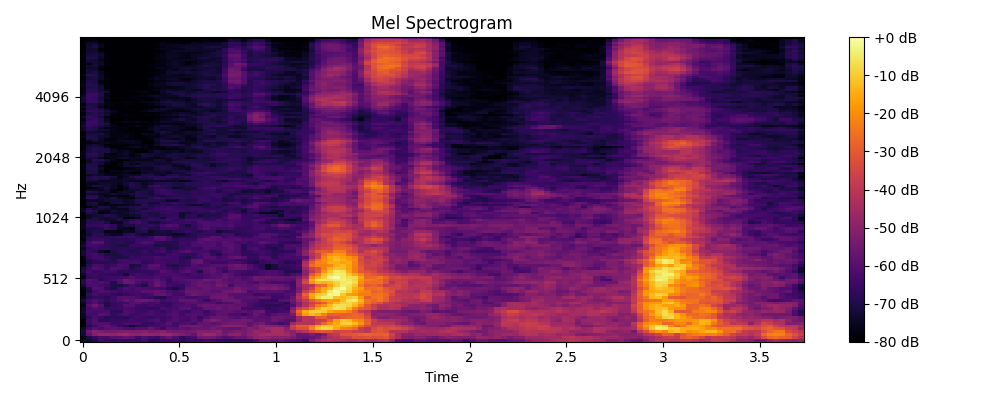 Mel Spectrogram
4096
2048
1024
512
0
Hz
0
0.5
1
1.5
2
2.5
3
3.5
Time
+0 dB
-10 dB
-20 dB
-30 dB
-40 dB
-50 dB
-60 dB
-70 dB
-80 dB